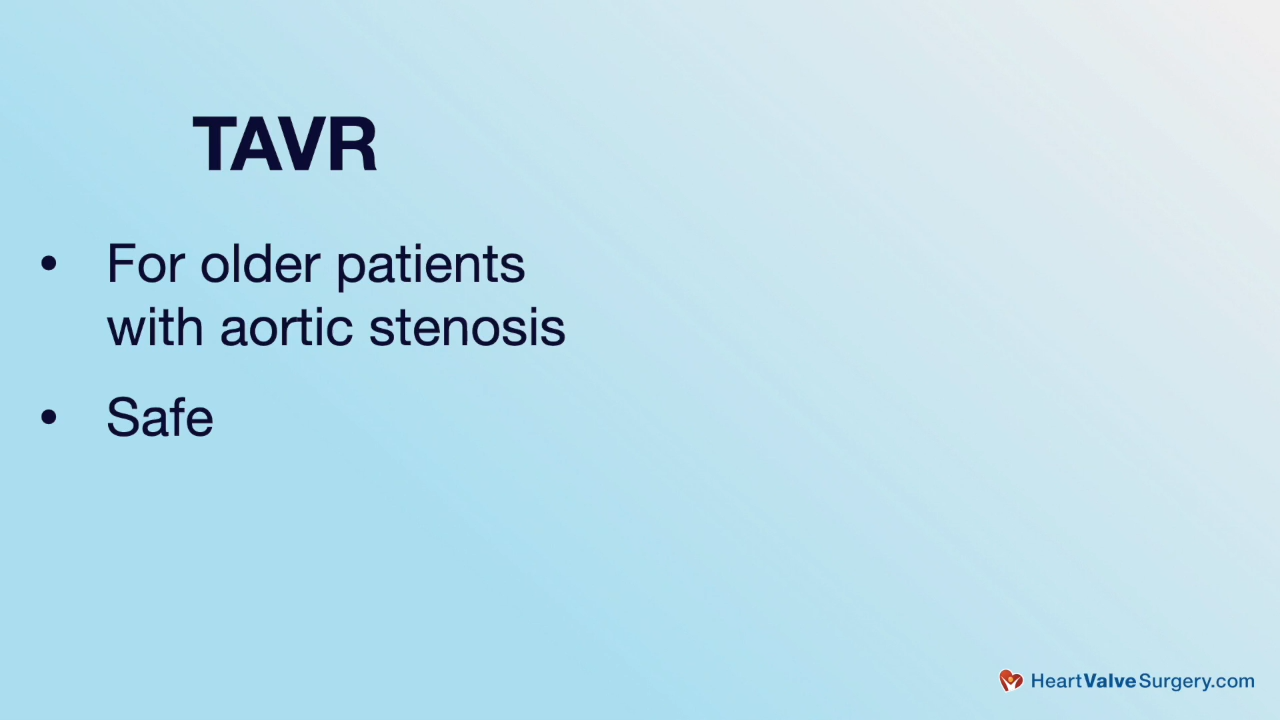 TAVR
• For older patients
with aortic stenosis
• Safe
HeartValveSurgery.com